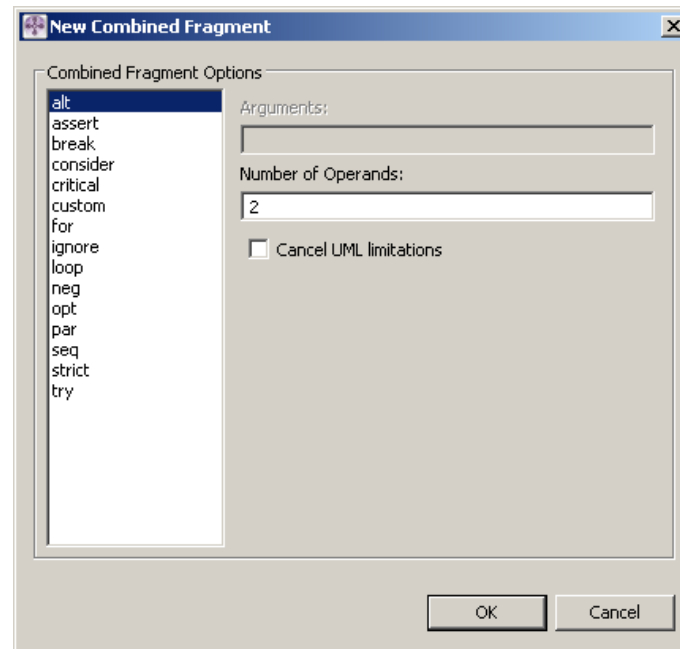 New Combined Fragment
Combined Fragment Options
alt
assert
break
consider
critical
custom
for
ignore
loop
neg
opt
par
seq
strict
try
Arguments:
Number of Operands:
2
Cancel UML limitations
OK
Cancel